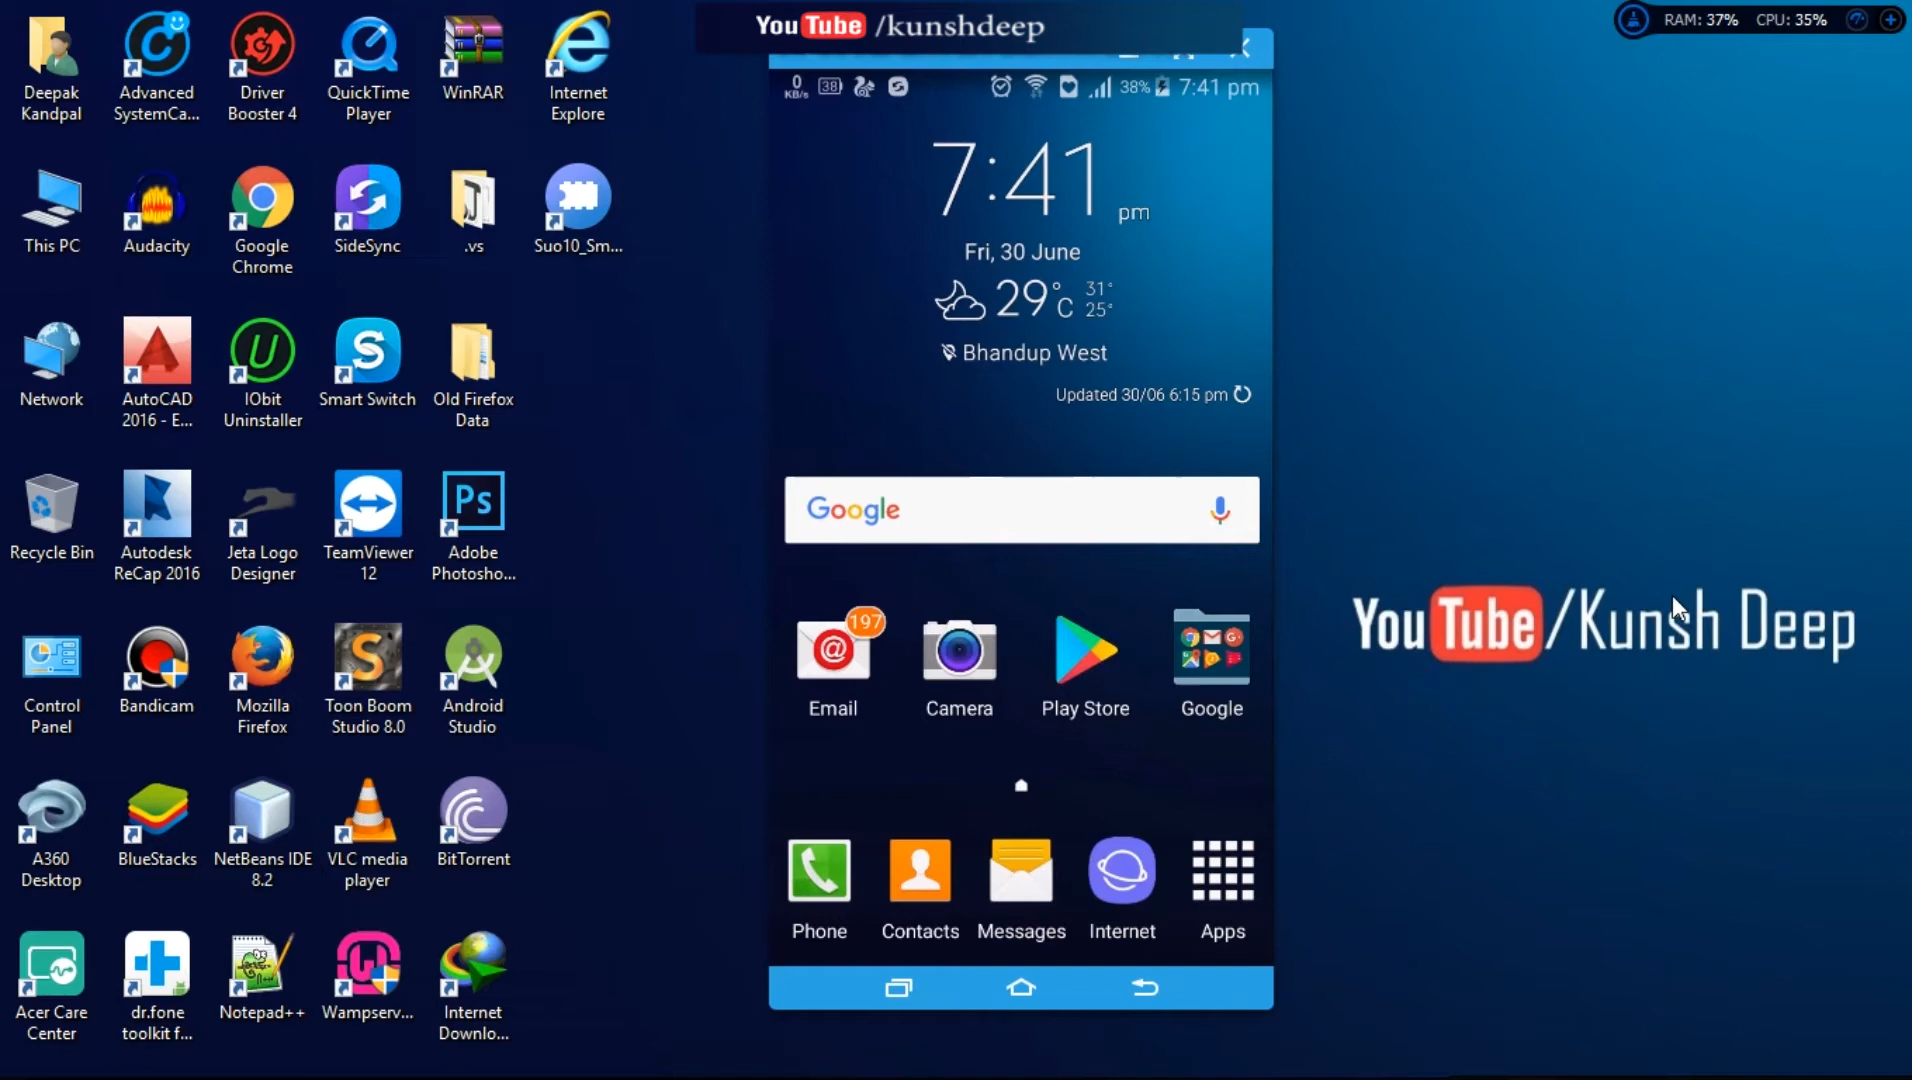 YouTube /kunshdeep
RAM: 37% CPU: 35%
Deepak
Kandpal
Advanced
SystemCa...
Driver
Booster 4
QuickTime
Player
WinRAR
Internet
Explore
This PC
Audacity
Google
Chrome
SideSync
.vs
Suo10_Sm...
Network
AutoCAD
2016 - E...
IObit
Uninstaller
Smart Switch
Old Firefox
Data
Recycle Bin
Autodesk
ReCap 2016
Jeta Logo
Designer
TeamViewer
12
Ps
Adobe
Photosho...
Control
Panel
Bandicam
Mozilla
Firefox
Toon Boom
Studio 8.0
Android
Studio
A360
Desktop
BlueStacks
NetBeans IDE
8.2
VLC media
player
BitTorrent
Acer Care
Center
dr.fone
toolkit f...
Notepad++
Wampserv...
Internet
Downlo...
0
KB/s
38
38% 7:41 pm
7:41 pm
Fri, 30 June
29°C 31° 25°
Bhandup West
Updated 30/06 6:15 pm
Google
197
Email
Camera
Play Store
Google
Phone
Contacts
Messages
Internet
Apps
YouTube/Kunsh Deep